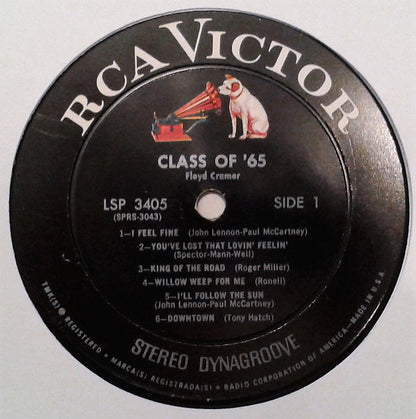 RCA VICTOR
CLASS OF '65
Floyd Cramer
LSP 3405
(SPRS-3043)
SIDE 1
1—I FEEL FINE (John Lennon-Paul McCartney)
2—YOU'VE LOST THAT LOVIN' FEELIN'
(Spector-Mann-Weil)
3—KING OF THE ROAD (Roger Miller)
4—WILLOW WEEP FOR ME (Ronell)
5—I'LL FOLLOW THE SUN
(John Lennon-Paul McCartney)
6—DOWNTOWN (Tony Hatch)
STEREO DYNAGROOVE
TMK(S) ® REGISTERED • MARCA(S) REGISTRADA(S) • RADIO CORPORATION OF AMERICA—MADE IN U.S.A